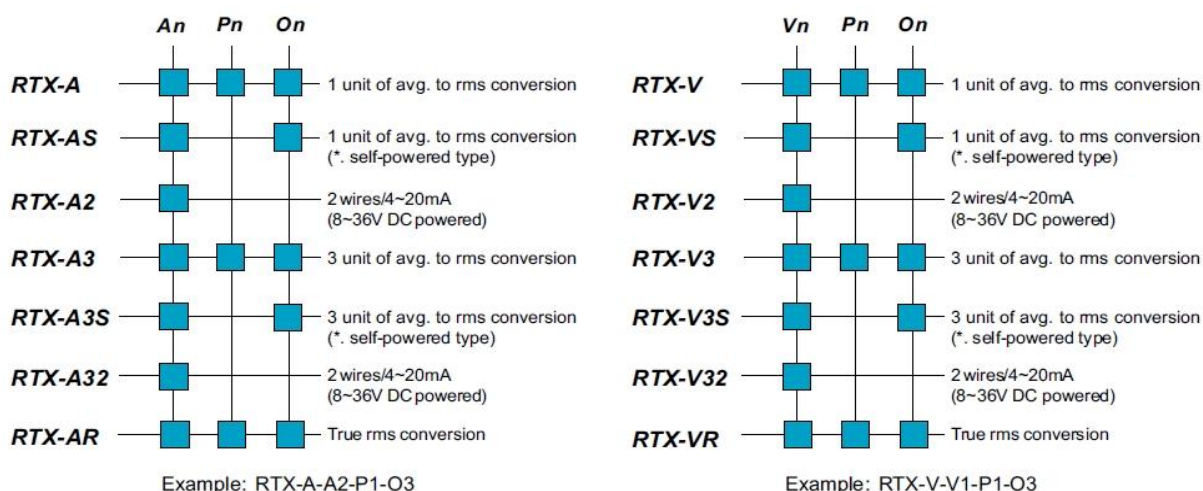 An Pn On
RTX-A 1 unit of avg. to rms conversion
RTX-AS 1 unit of avg. to rms conversion
(*. self-powered type)
RTX-A2 2 wires/4~20mA
(8~36V DC powered)
RTX-A3 3 unit of avg. to rms conversion
RTX-A3S 3 unit of avg. to rms conversion
(*. self-powered type)
RTX-A32 2 wires/4~20mA
(8~36V DC powered)
RTX-AR True rms conversion
Example: RTX-A-A2-P1-O3
Vn Pn On
RTX-V 1 unit of avg. to rms conversion
RTX-VS 1 unit of avg. to rms conversion
(*. self-powered type)
RTX-V2 2 wires/4~20mA
(8~36V DC powered)
RTX-V3 3 unit of avg. to rms conversion
RTX-V3S 3 unit of avg. to rms conversion
(*. self-powered type)
RTX-V32 2 wires/4~20mA
(8~36V DC powered)
RTX-VR True rms conversion
Example: RTX-V-V1-P1-O3